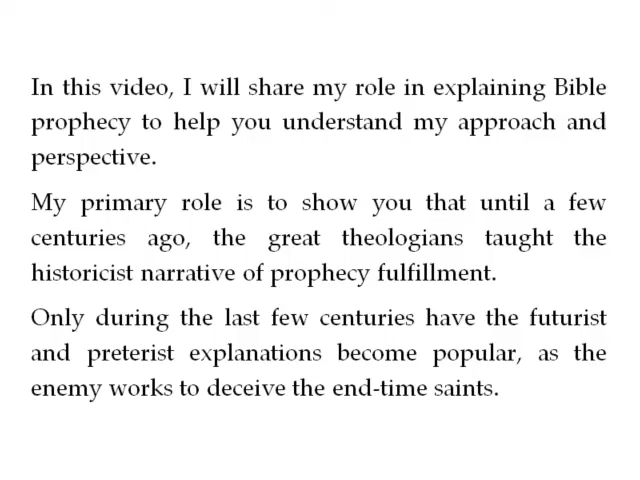 In this video, I will share my role in explaining Bible
prophecy to help you understand my approach and
perspective.
My primary role is to show you that until a few
centuries ago, the great theologians taught the
historicist narrative of prophecy fulfillment.
Only during the last few centuries have the futurist
and preterist explanations become popular, as the
enemy works to deceive the end-time saints.